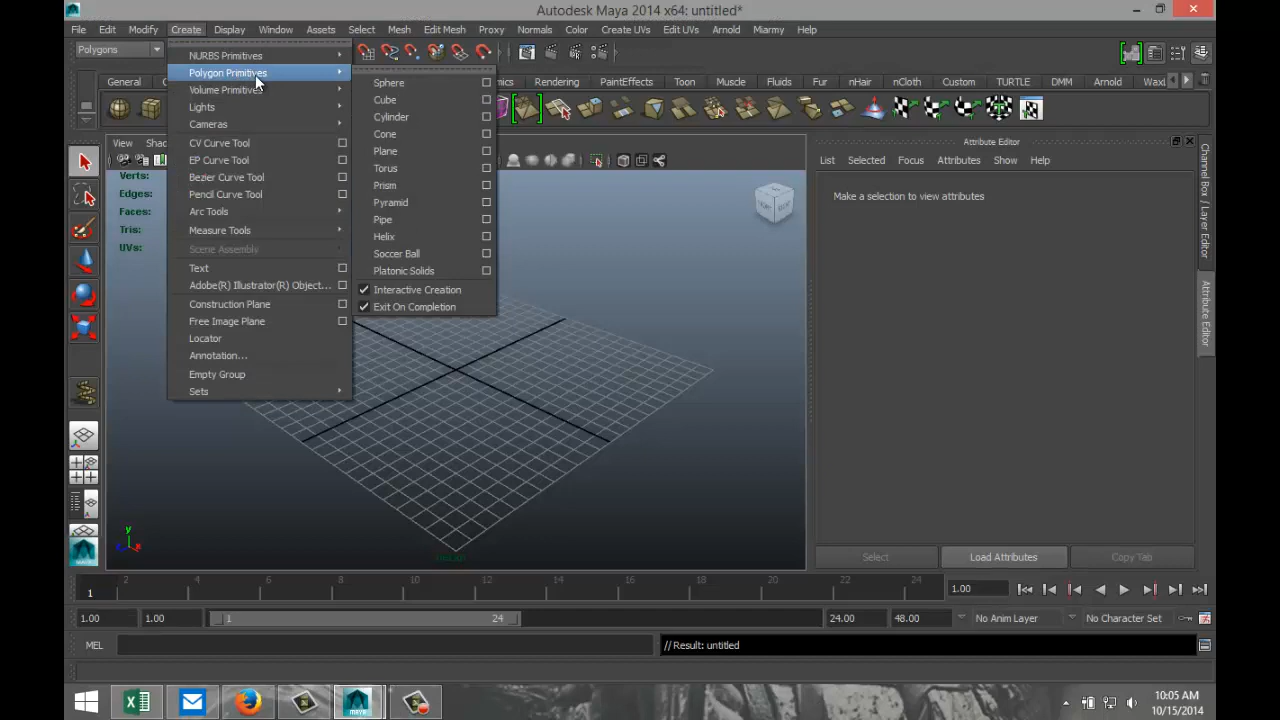 Autodesk Maya 2014 x64: untitled*
File Edit Modify Create Display Window Assets Select Mesh Edit Mesh Proxy Normals Color Create UVs Edit UVs Arnold Miarmy Help
Polygons
General
Rendering PaintEffects Toon Muscle Fluids Fur nHair nCloth Custom TURTLE DMM Arnold
NURBS Primitives
Polygon Primitives
Volume Primitives
Lights
Cameras
CV Curve Tool
EP Curve Tool
Bezier Curve Tool
Pencil Curve Tool
Arc Tools
Measure Tools
Scene Assembly
Text
Adobe(R) Illustrator(R) Object...
Construction Plane
Free Image Plane
Locator
Annotation...
Empty Group
Sets
Sphere
Cube
Cylinder
Cone
Plane
Torus
Prism
Pyramid
Pipe
Helix
Soccer Ball
Platonic Solids
Interactive Creation
Exit On Completion
View
Verts:
Edges:
Faces:
Tris:
UVs:
y
x
Attribute Editor
List Selected Focus Attributes Show Help
Make a selection to view attributes
Select Load Attributes Copy Tab
Channel Box / Layer Editor
Attribute Editor
2 4 6 8 10 12 14 16 18 20 22 24
1
1.00
1.00 1.00 1 24 24.00 48.00 No Anim Layer No Character Set
MEL // Result: untitled
10:05 AM
10/15/2014